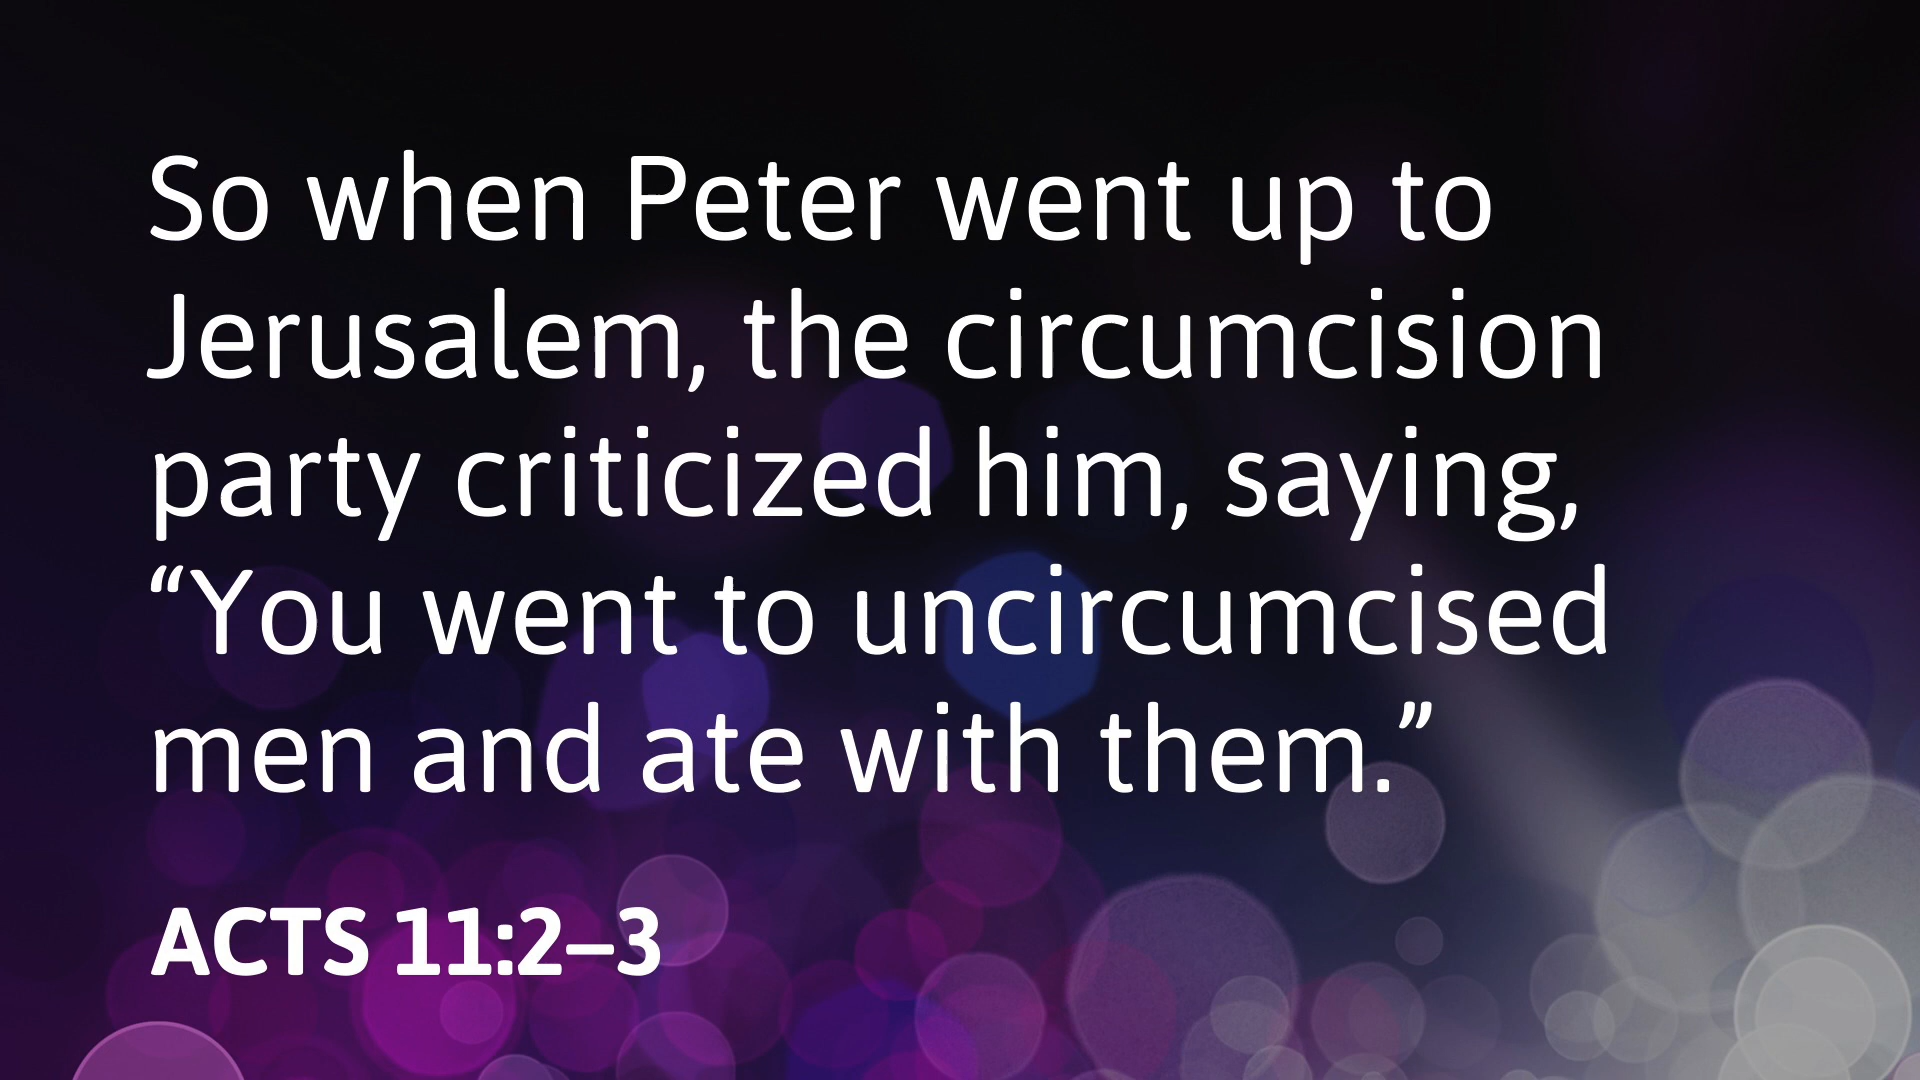 So when Peter went up to
Jerusalem, the circumcision
party criticized him, saying,
“You went to uncircumcised
men and ate with them.”
ACTS 11:2–3